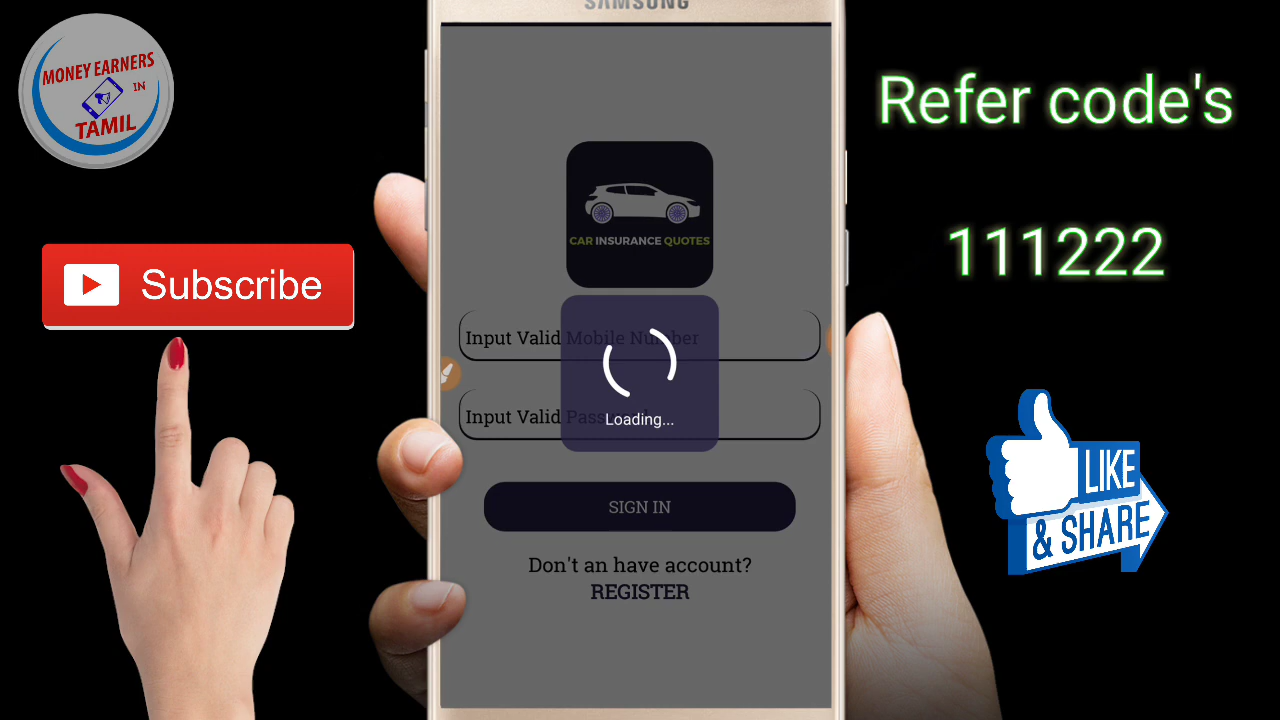 MONEY EARNERS
IN
TAMIL
Subscribe
SAMSUNG
CAR INSURANCE QUOTES
Input Valid Mobile Number
Input Valid Password
Loading...
SIGN IN
Don't an have account?
REGISTER
Refer code's
111222
LIKE
& SHARE